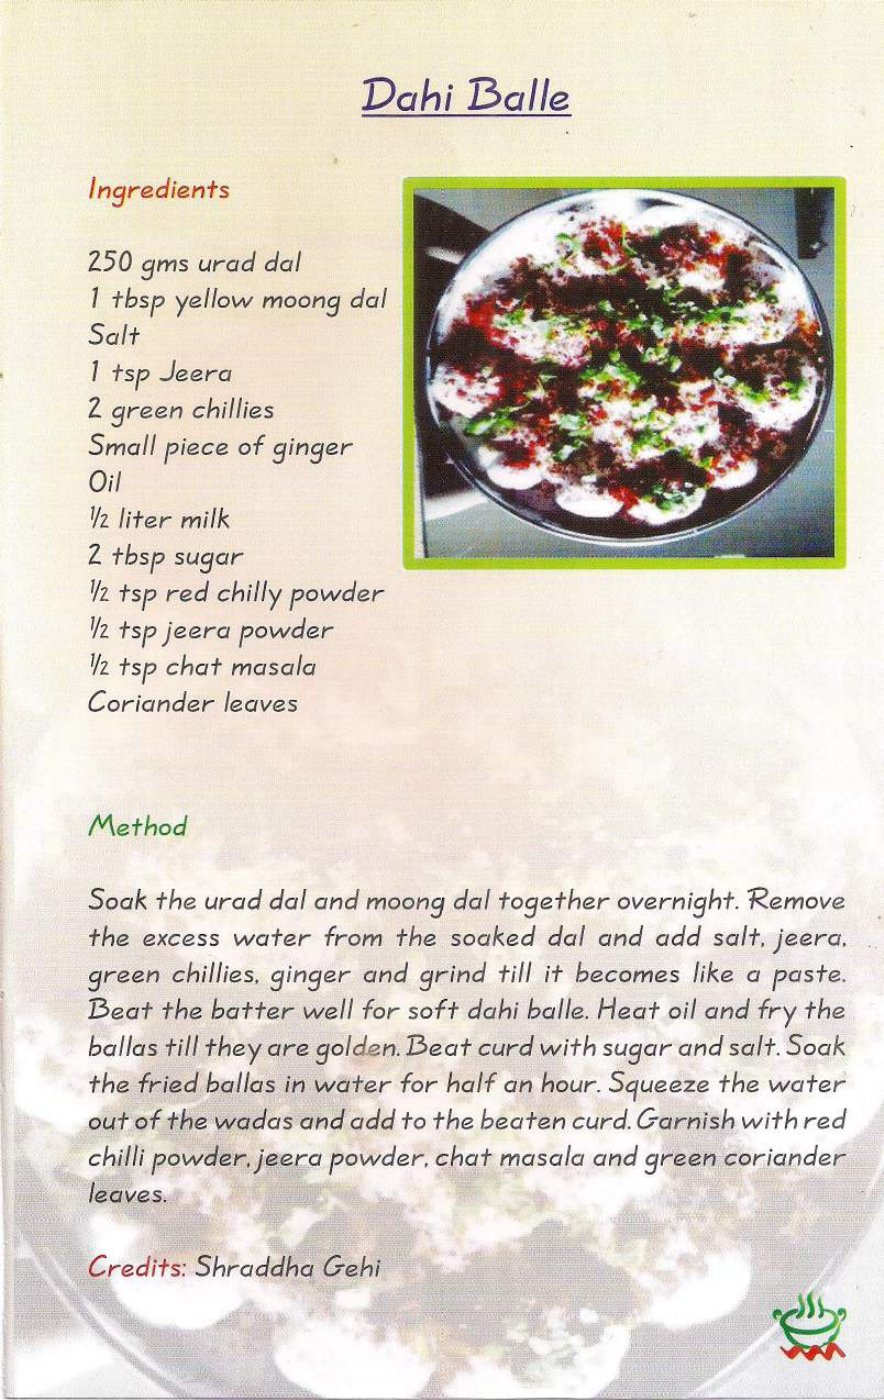 Dahi Balle
Ingredients
250 gms urad dal
1 tbsp yellow moong dal
Salt
1 tsp Jeera
2 green chillies
Small piece of ginger
Oil
½ liter milk
2 tbsp sugar
½ tsp red chilly powder
½ tsp jeera powder
½ tsp chat masala
Coriander leaves
Method
Soak the urad dal and moong dal together overnight. Remove
the excess water from the soaked dal and add salt, jeera,
green chillies, ginger and grind till it becomes like a paste.
Beat the batter well for soft dahi balle. Heat oil and fry the
ballas till they are golden. Beat curd with sugar and salt. Soak
the fried ballas in water for half an hour. Squeeze the water
out of the wadas and add to the beaten curd. Garnish with red
chilli powder, jeera powder, chat masala and green coriander
leaves.
Credits: Shraddha Gehi